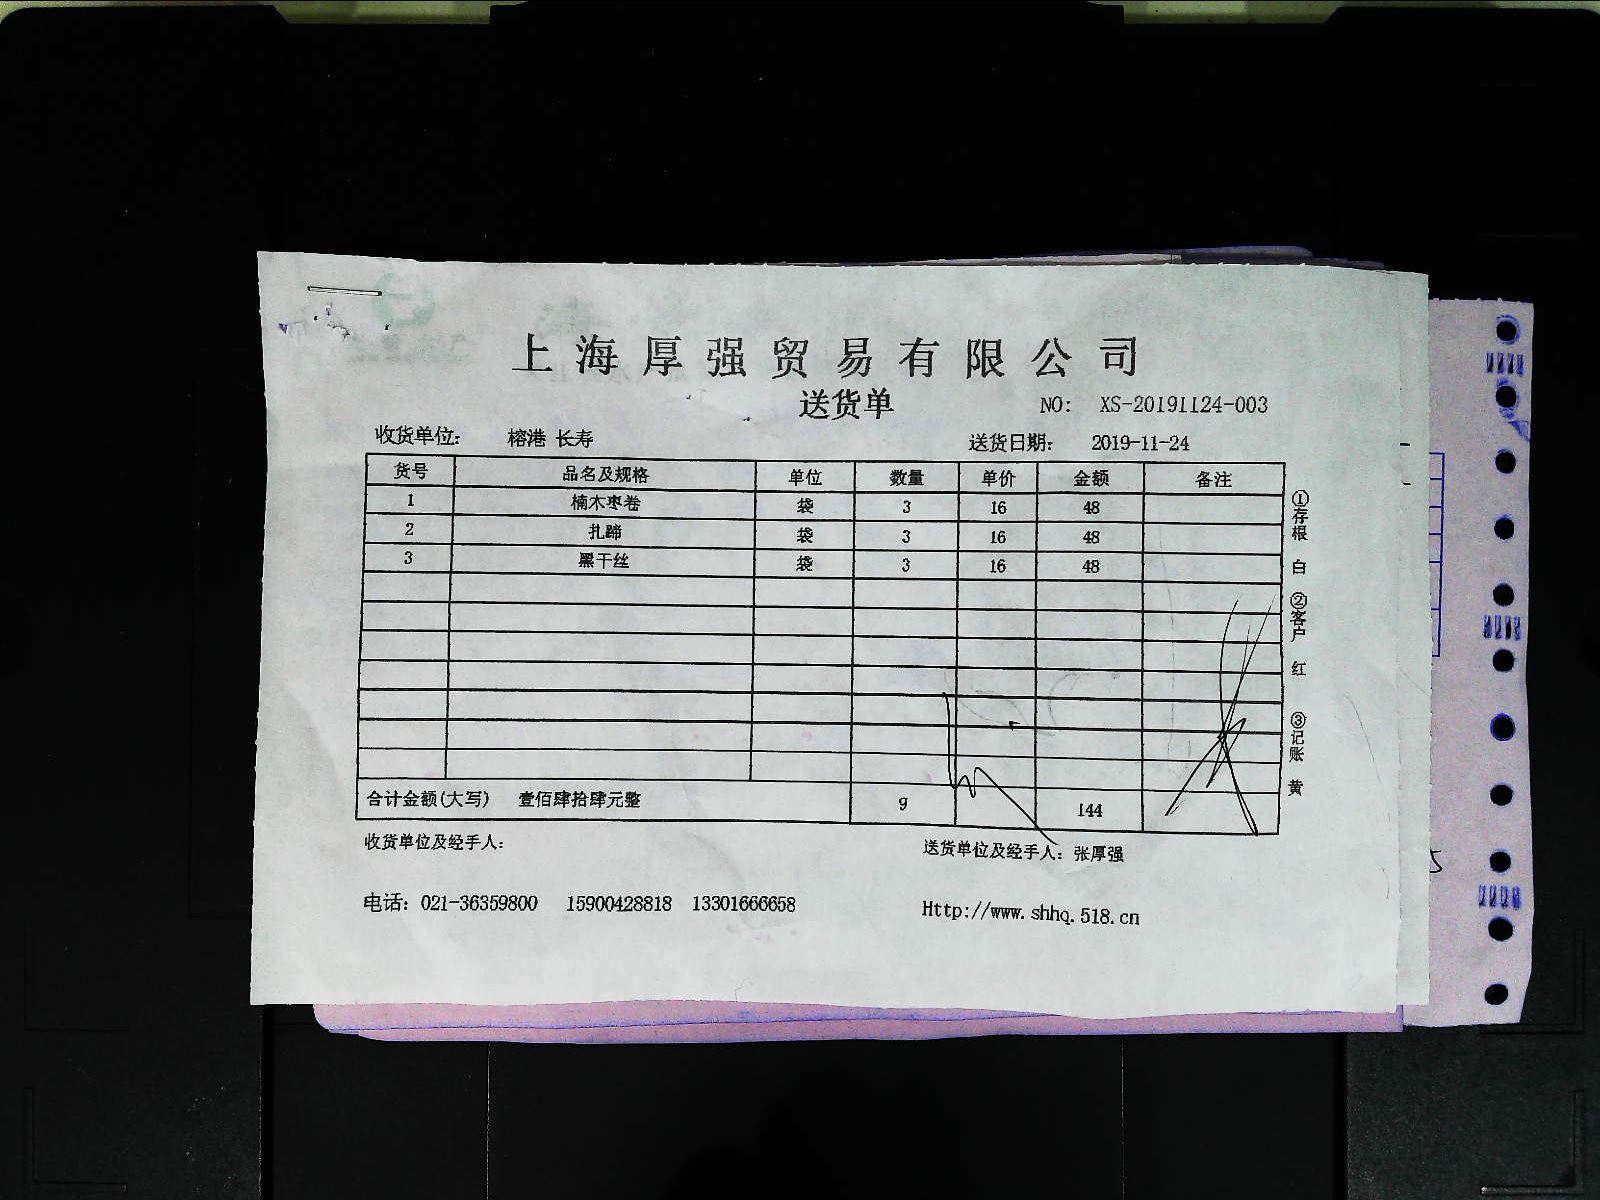 上海厚强贸易有限公司
送货单
NO: XS-20191124-003
收货单位: 榕港 长寿 送货日期: 2019-11-24
货号 品名及规格 单位 数量 单价 金额 备注
1 楠木枣卷 袋 3 16 48
2 扎蹄 袋 3 16 48
3 黑干丝 袋 3 16 48
合计金额(大写) 壹佰肆拾肆元整 9 144
收货单位及经手人: 送货单位及经手人: 张厚强
电话: 021-36359800 15900428818 13301666658 Http://www.shhq.518.cn
①存根 白 ②客户 红 ③记账 黄